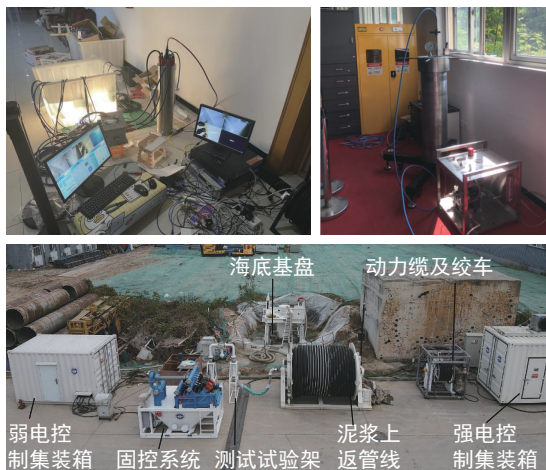 海底基盘
动力缆及绞车
弱电控
制集装箱
固控系统
测试试验架
泥浆上
返管线
强电控
制集装箱